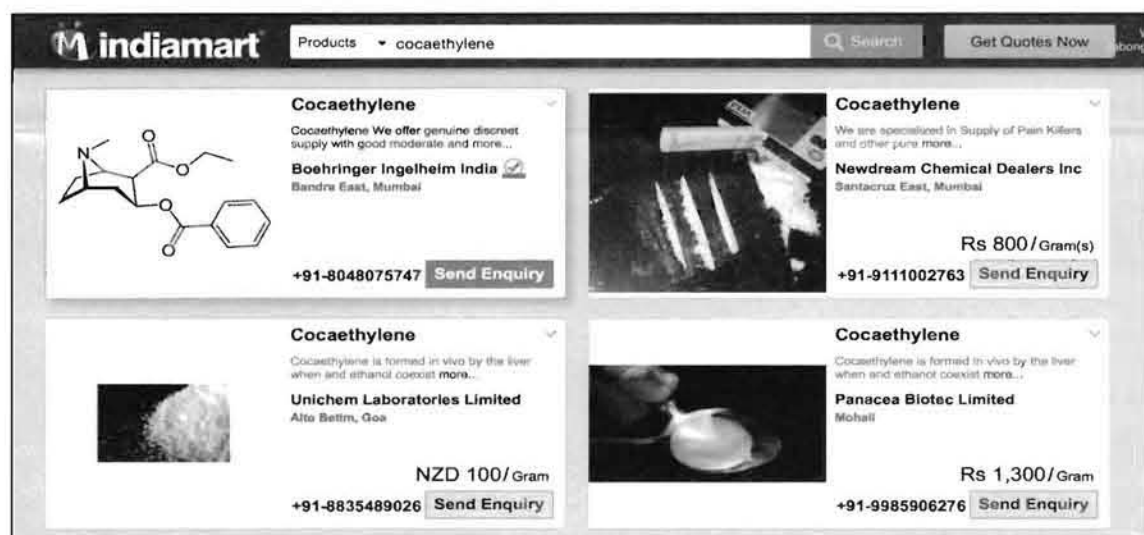 indiamart
Products cocaethylene
Search
Get Quotes Now
Cocaethylene
Cocaethylene We offer genuine discreet
supply with good moderate and more...
Boehringer Ingelheim India
Bandra East, Mumbai
+91-8048075747 Send Enquiry
Cocaethylene
We are specialized in Supply of Pain Killers
and other pure more...
Newdream Chemical Dealers Inc
Santacruz East, Mumbai
Rs 800/Gram(s)
+91-9111002763 Send Enquiry
Cocaethylene
Cocaethylene is formed in vivo by the liver
when and ethanol coexist more...
Unichem Laboratories Limited
Alto Betim, Goa
NZD 100/Gram
+91-8835489026 Send Enquiry
Cocaethylene
Cocaethylene is formed in vivo by the liver
when and ethanol coexist more...
Panacea Biotec Limited
Mohali
Rs 1,300/Gram
+91-9985906276 Send Enquiry
N
O
O
O
O